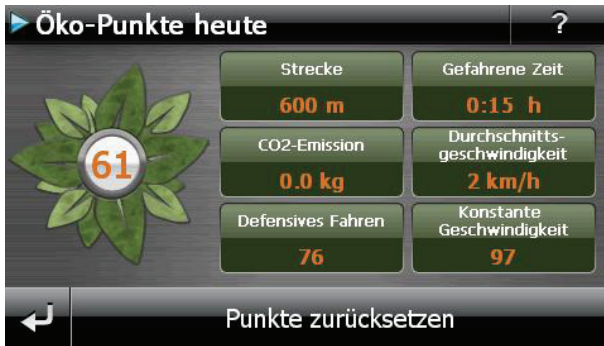 Öko-Punkte heute
?
61
Strecke
600 m
Gefahrene Zeit
0:15 h
CO2-Emission
0.0 kg
Durchschnitts-
geschwindigkeit
2 km/h
Defensives Fahren
76
Konstante
Geschwindigkeit
97
Punkte zurücksetzen